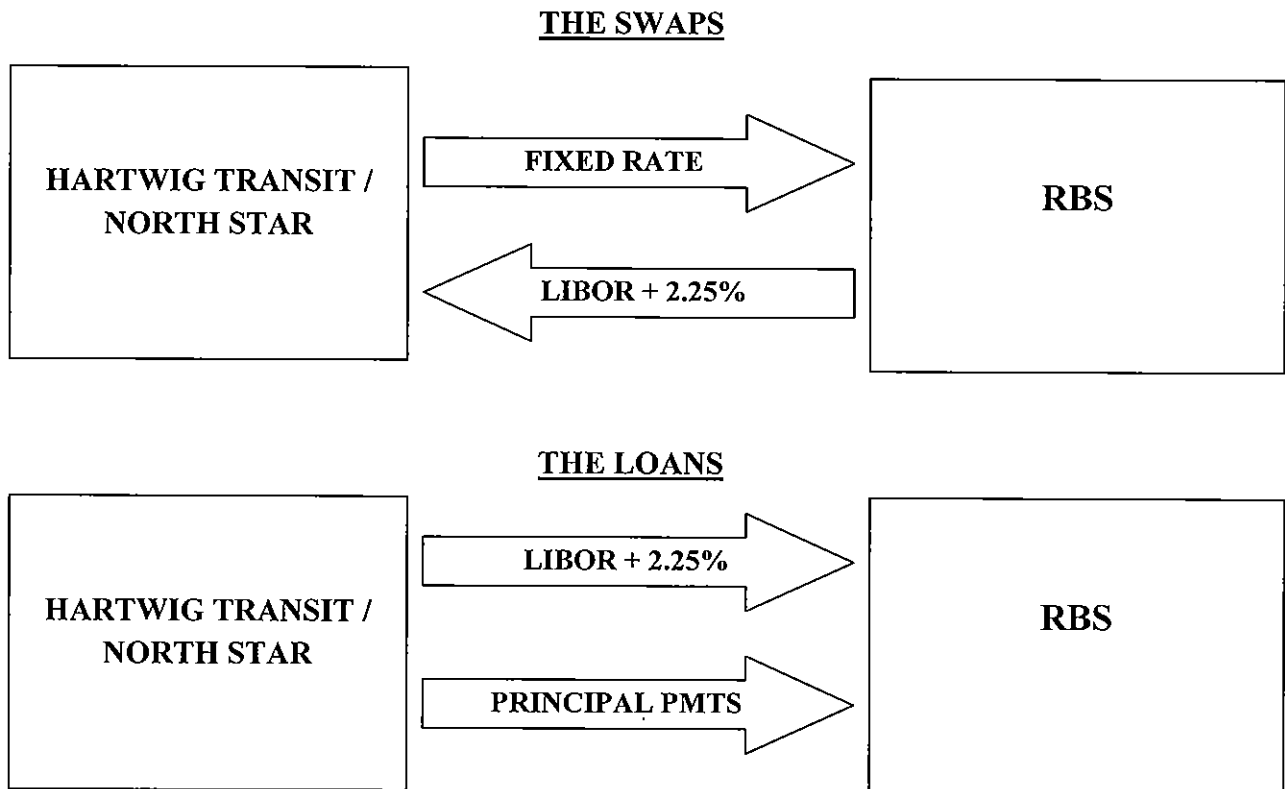 THE SWAPS
HARTWIG TRANSIT /
NORTH STAR
FIXED RATE
LIBOR + 2.25%
RBS
THE LOANS
HARTWIG TRANSIT /
NORTH STAR
LIBOR + 2.25%
PRINCIPAL PMTS
RBS